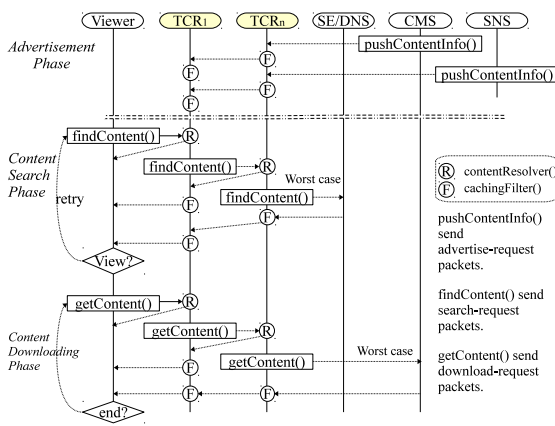 Viewer TCR1 TCRn SE/DNS CMS SNS
Advertisement
Phase
pushContentInfo()
F
F
pushContentInfo()
F
F
F
findContent() R
Content
Search
Phase
findContent() R
Worst case
retry
findContent()
F
F
F
View?
R contentResolver()
F cachingFilter()
pushContentInfo()
send
advertise-request
packets.
findContent() send
search-request
packets.
getContent() send
download-request
packets.
getContent() R
Content
Downloading
Phase
getContent() R
Worst case
getContent()
F
F F F
end?